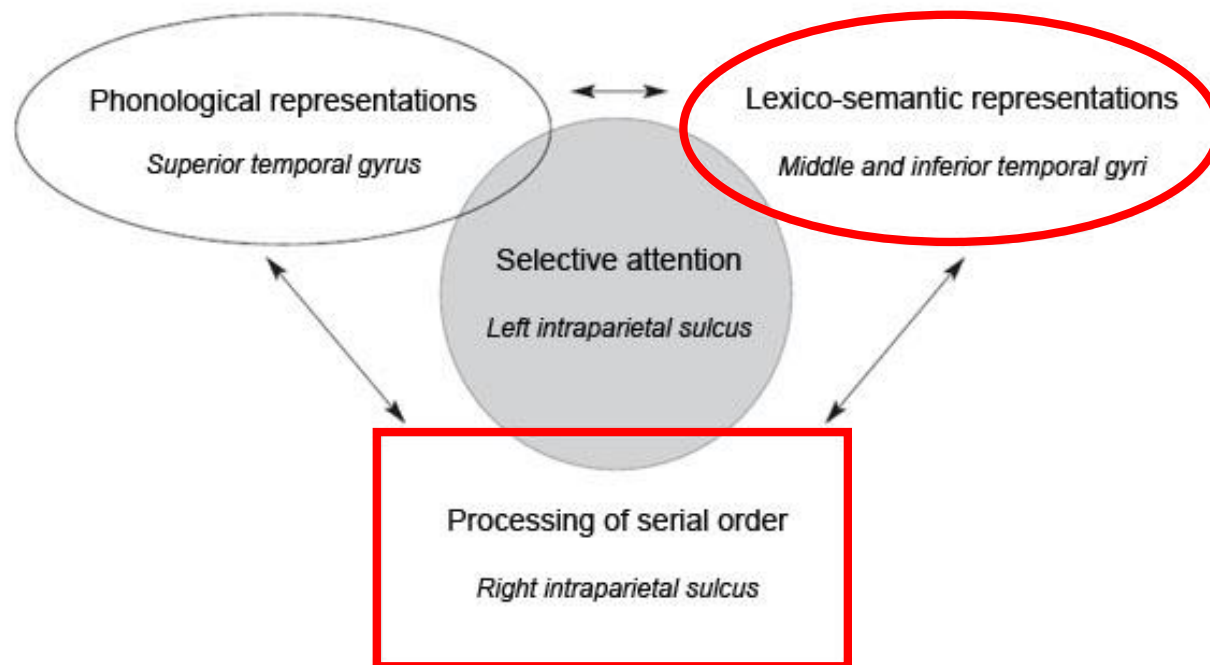 Phonological representations
Superior temporal gyrus
Lexico-semantic representations
Middle and inferior temporal gyri
Selective attention
Left intraparietal sulcus
Processing of serial order
Right intraparietal sulcus